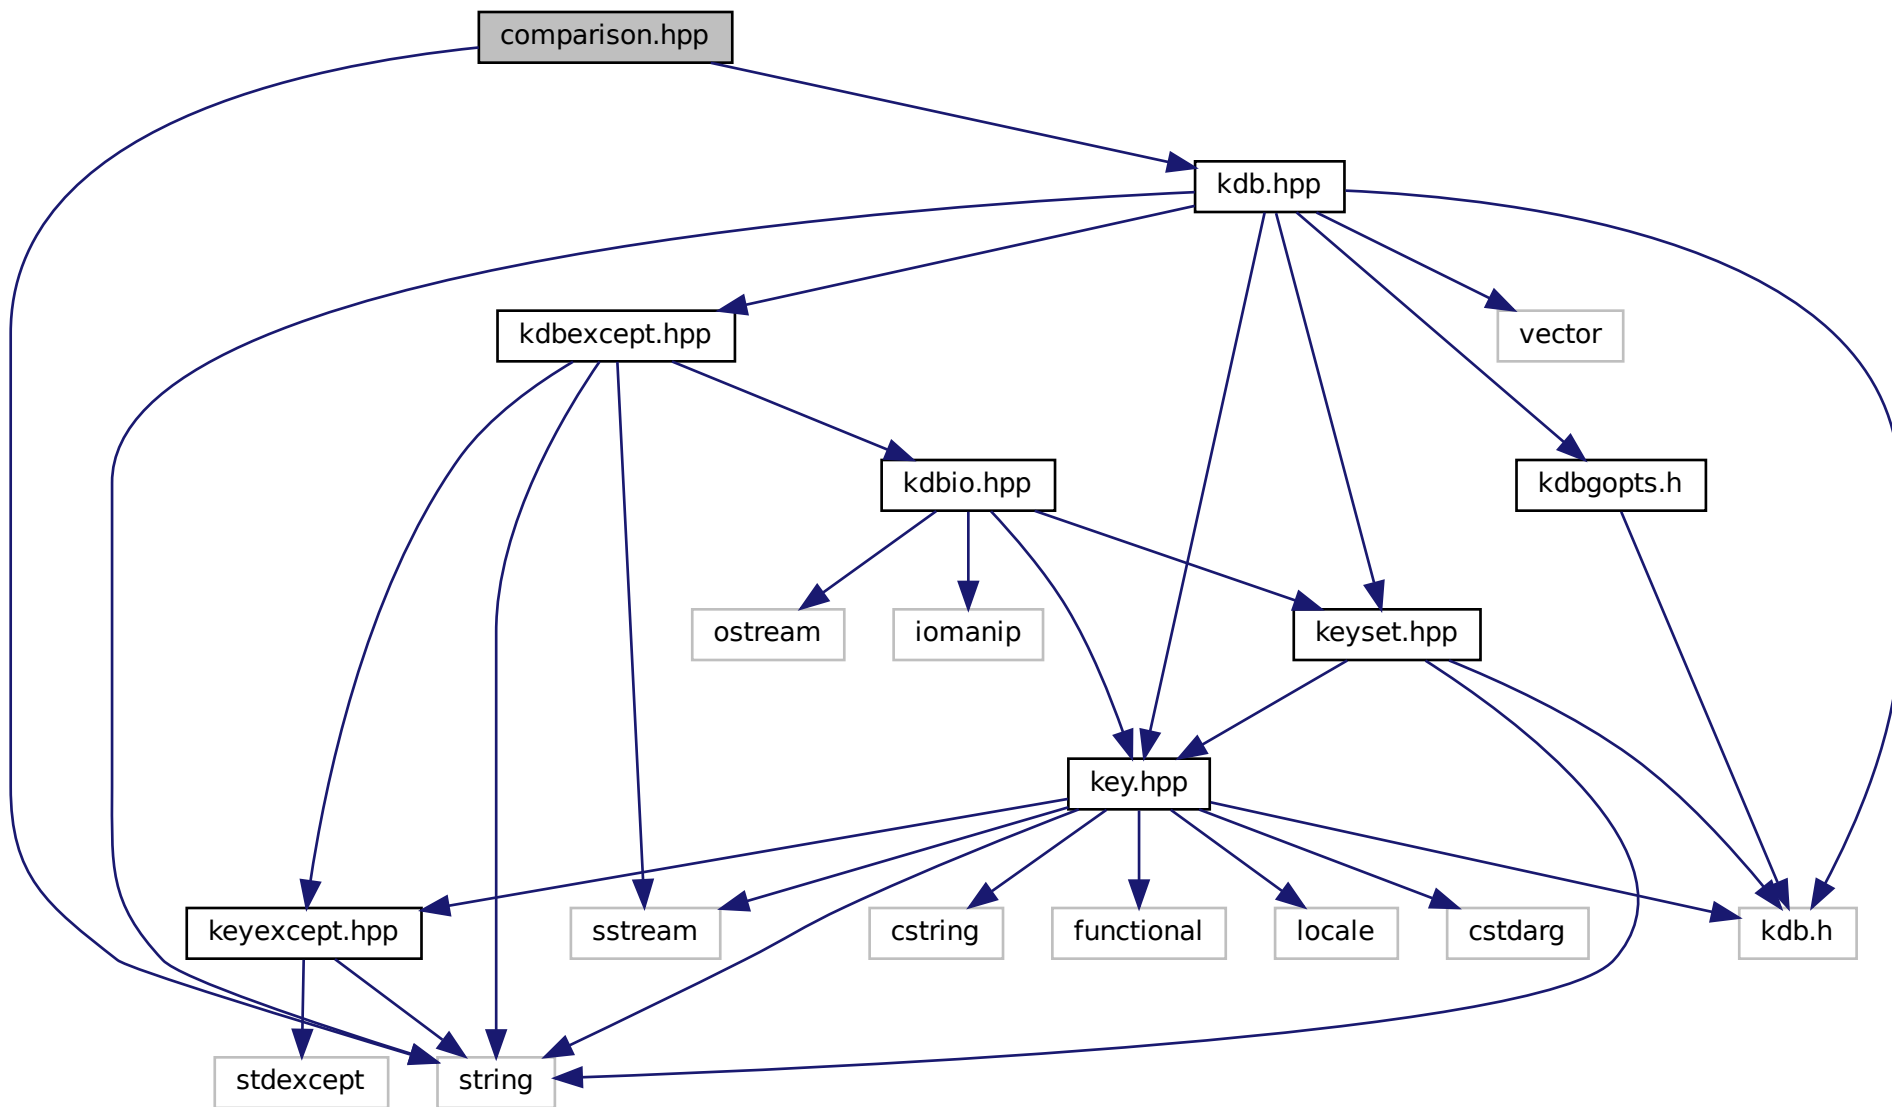 comparison.hpp
kdb.hpp
kdbexcept.hpp
vector
kdbio.hpp
kdbgopts.h
ostream
iomanip
keyset.hpp
key.hpp
keyexcept.hpp
sstream
cstring
functional
locale
cstdarg
kdb.h
stdexcept
string